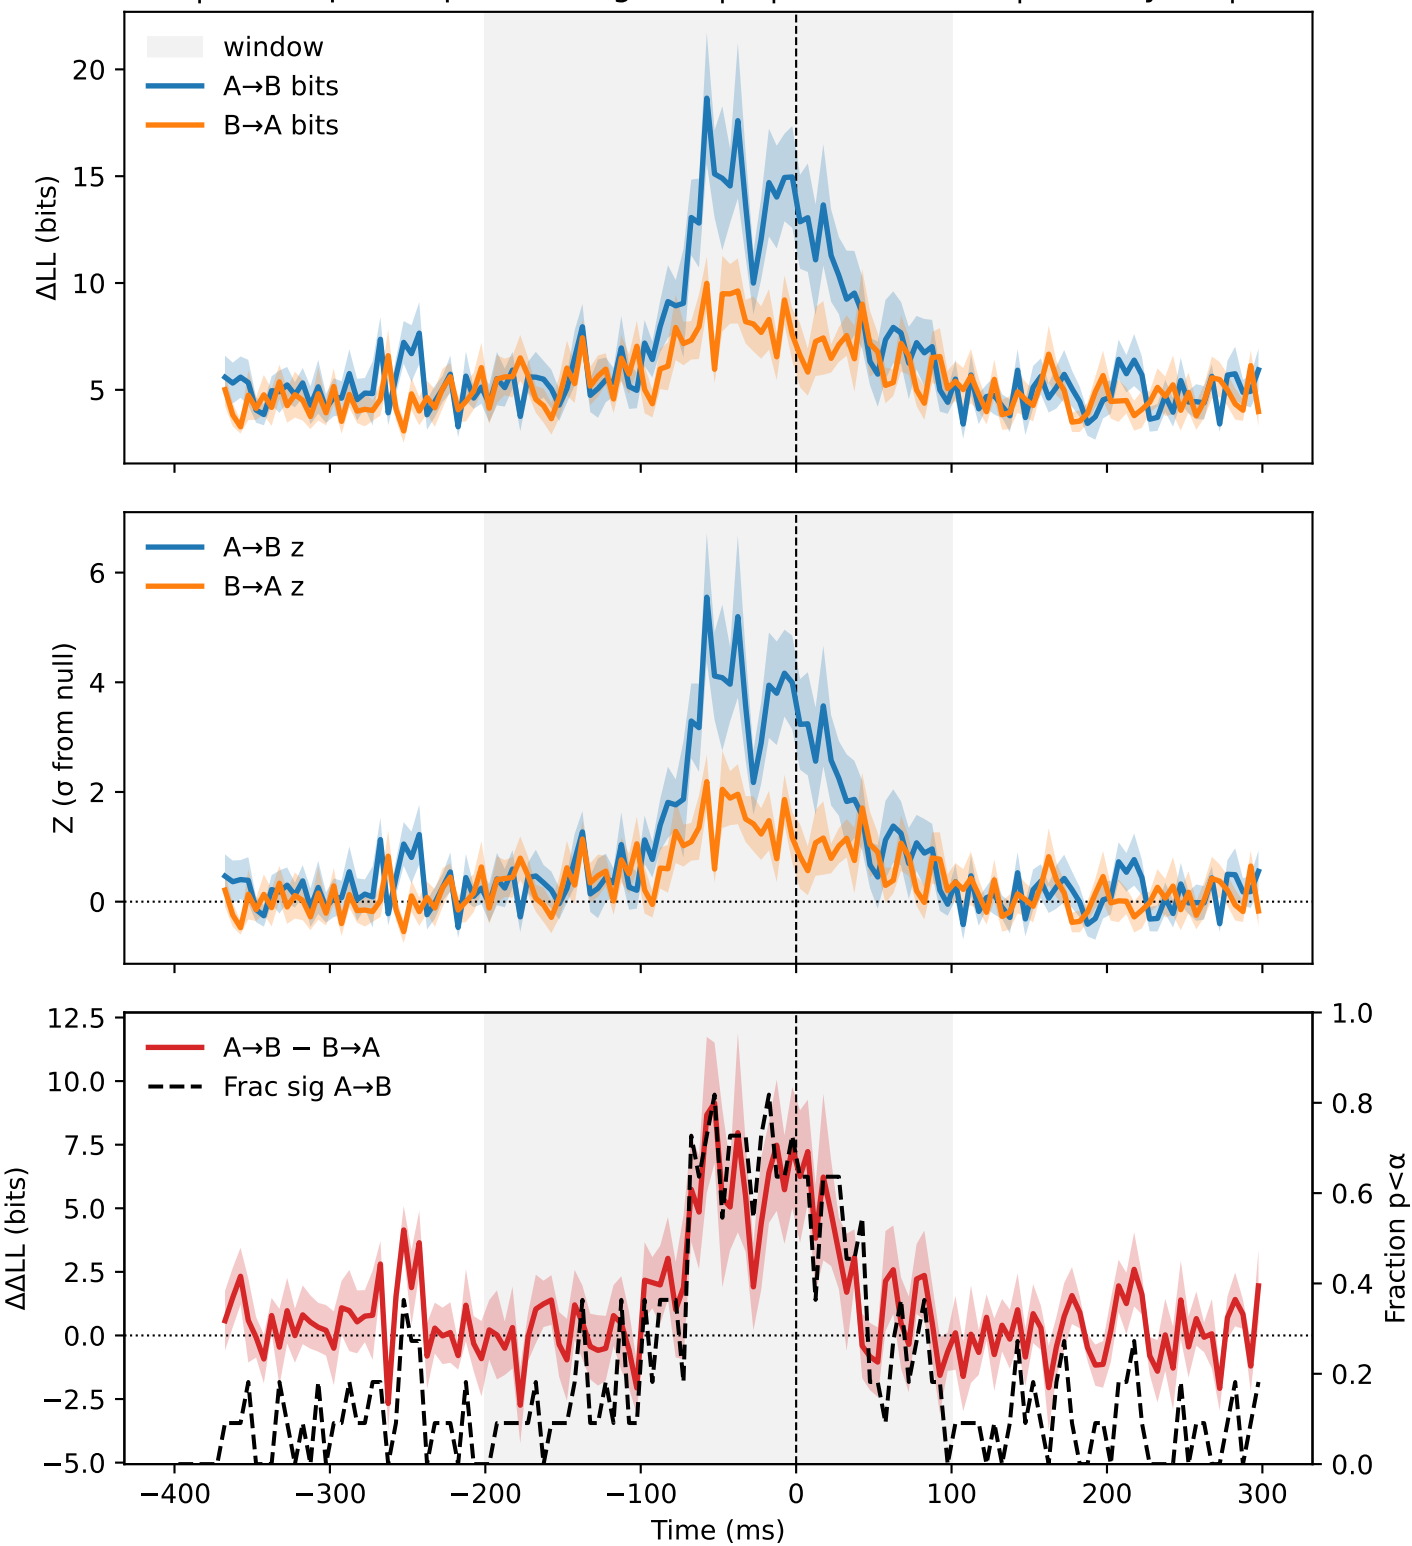 window
A→B bits
B→A bits
20
15
10
5
ΔLL (bits)
A→B z
B→A z
6
4
2
0
Z (σ from null)
A→B − B→A
Frac sig A→B
12.5
10.0
7.5
5.0
2.5
0.0
−2.5
−5.0
ΔΔLL (bits)
1.0
0.8
0.6
0.4
0.2
0.0
Fraction p<α
−400 −300 −200 −100 0 100 200 300
Time (ms)